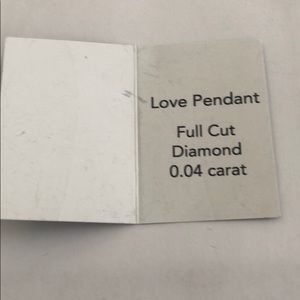 Love Pendant
Full Cut
Diamond
0.04 carat